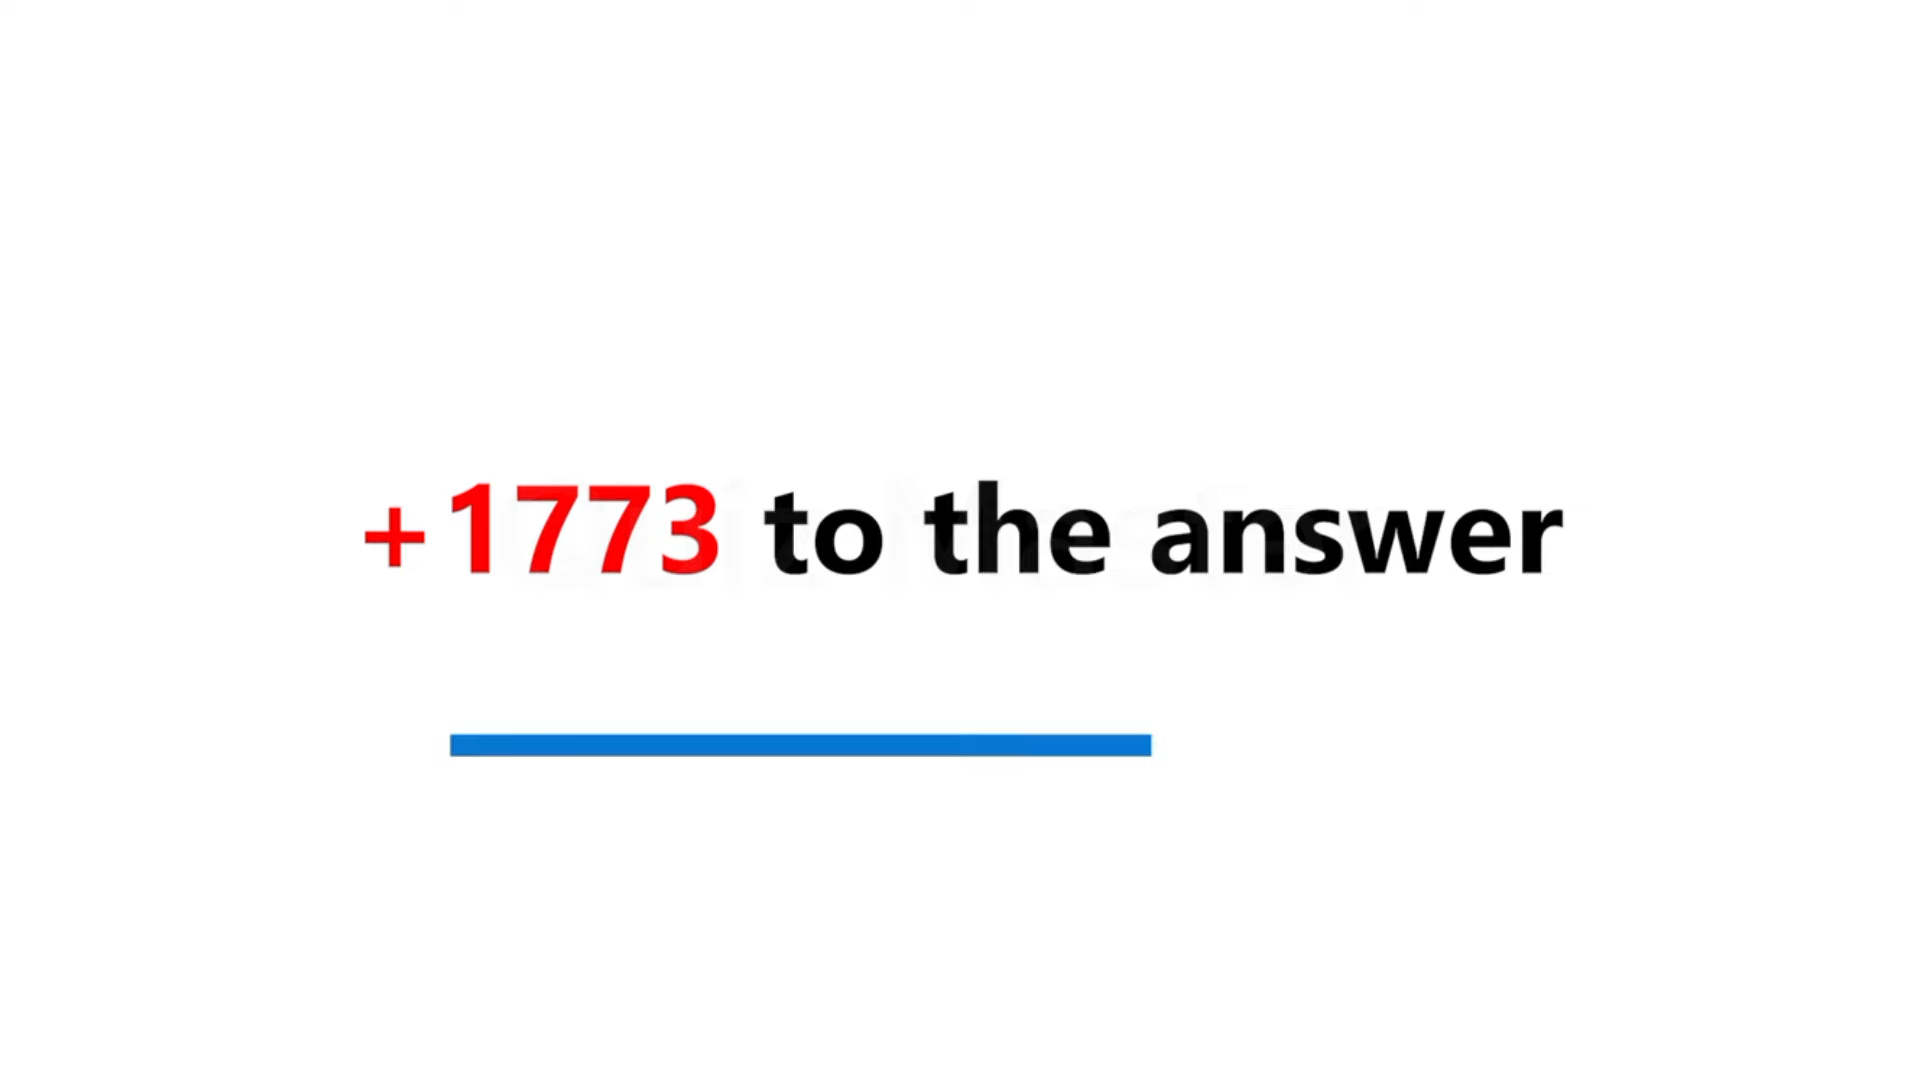 +1773 to the answer